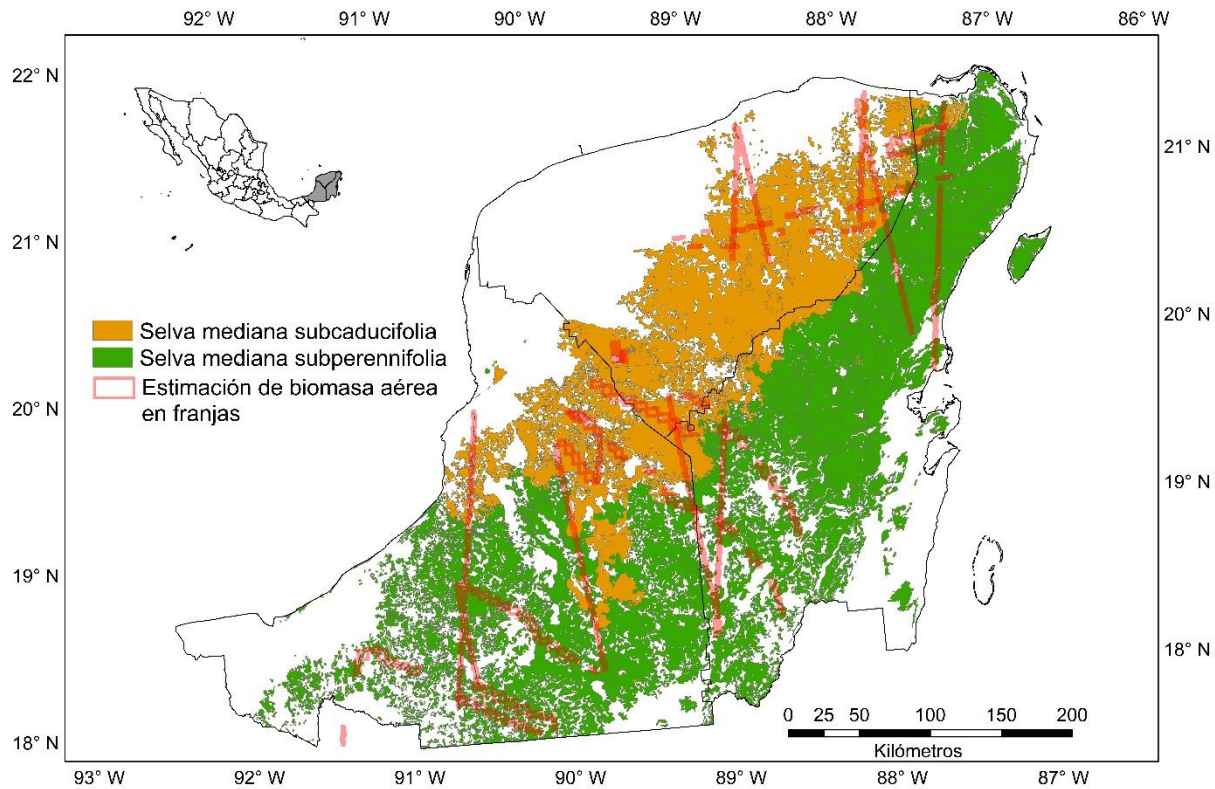 92° W 91° W 90° W 89° W 88° W 87° W 86° W
22° N
21° N
21° N
20° N
Selva mediana subcaducifolia
Selva mediana subperennifolia
Estimación de biomasa aérea
en franjas
20° N
19° N
19° N
18° N
18° N
0 25 50 100 150 200
Kilómetros
93° W 92° W 91° W 90° W 89° W 88° W 87° W